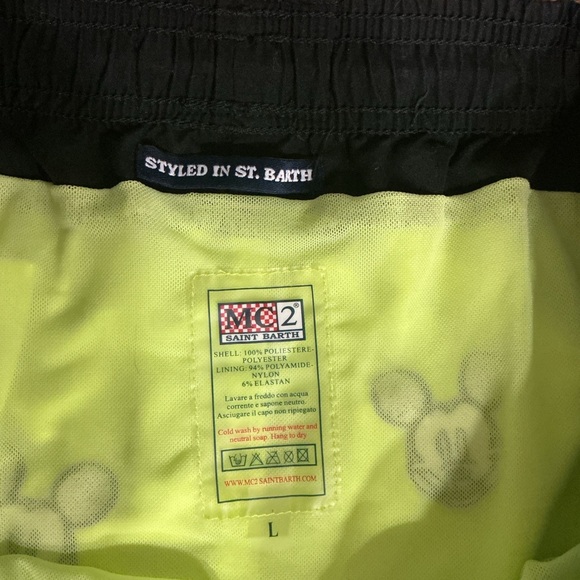 STYLED IN ST. BARTH
MC2
SAINT BARTH
SHELL: 100% POLIESTERE-
POLYESTER
LINING: 94% POLYAMIDE-
NYLON
6% ELASTAN
Lavare a freddo con acqua
corrente e sapone neutro.
Asciugare il capo non ripiegato
Cold wash by running water and
neutral soap. Hang to dry
WWW.MC2SAINTBARTH.COM
L